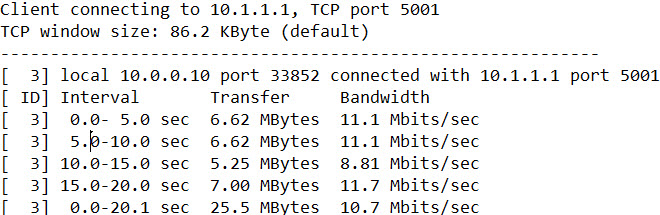 Client connecting to 10.1.1.1, TCP port 5001
TCP window size: 86.2 KByte (default)
------------------------------------------------------------
[  3] local 10.0.0.10 port 33852 connected with 10.1.1.1 port 5001
[ ID] Interval       Transfer     Bandwidth
[  3]  0.0- 5.0 sec  6.62 MBytes  11.1 Mbits/sec
[  3]  5.0-10.0 sec  6.62 MBytes  11.1 Mbits/sec
[  3] 10.0-15.0 sec  5.25 MBytes  8.81 Mbits/sec
[  3] 15.0-20.0 sec  7.00 MBytes  11.7 Mbits/sec
[  3]  0.0-20.1 sec  25.5 MBytes  10.7 Mbits/sec